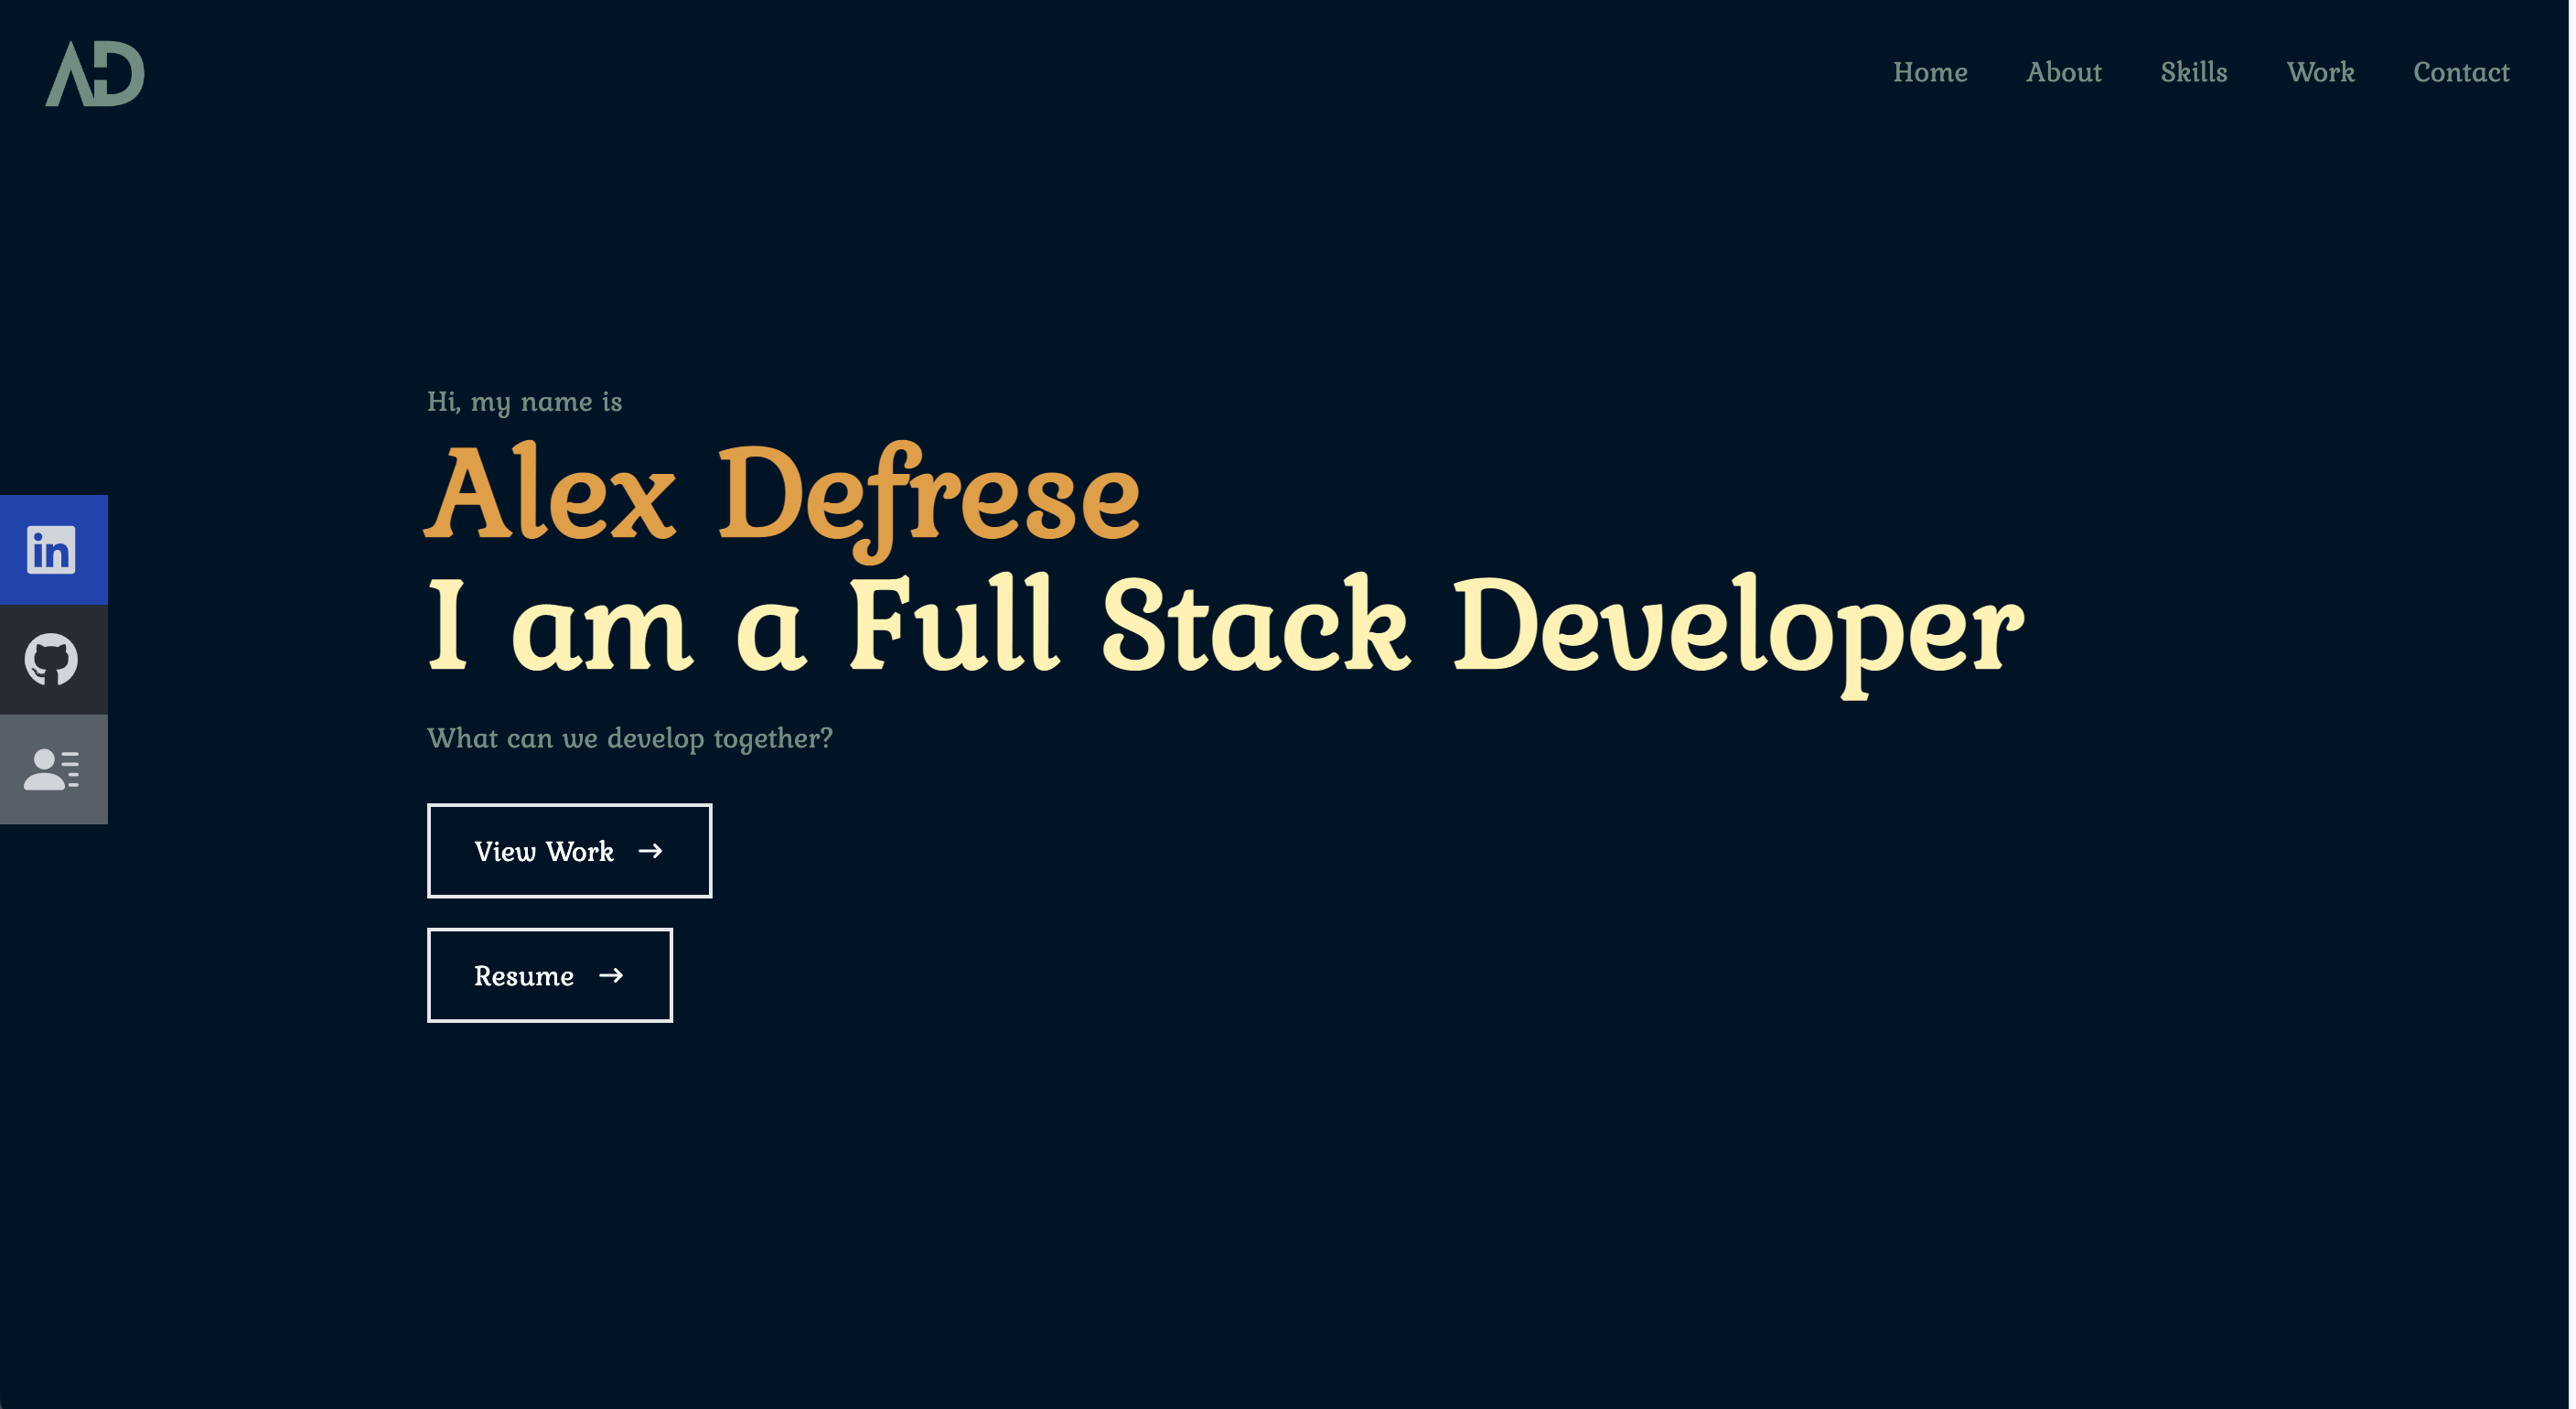 AD
Home About Skills Work Contact
Hi, my name is
Alex Defrese
I am a Full Stack Developer
in
What can we develop together?
View Work →
Resume →